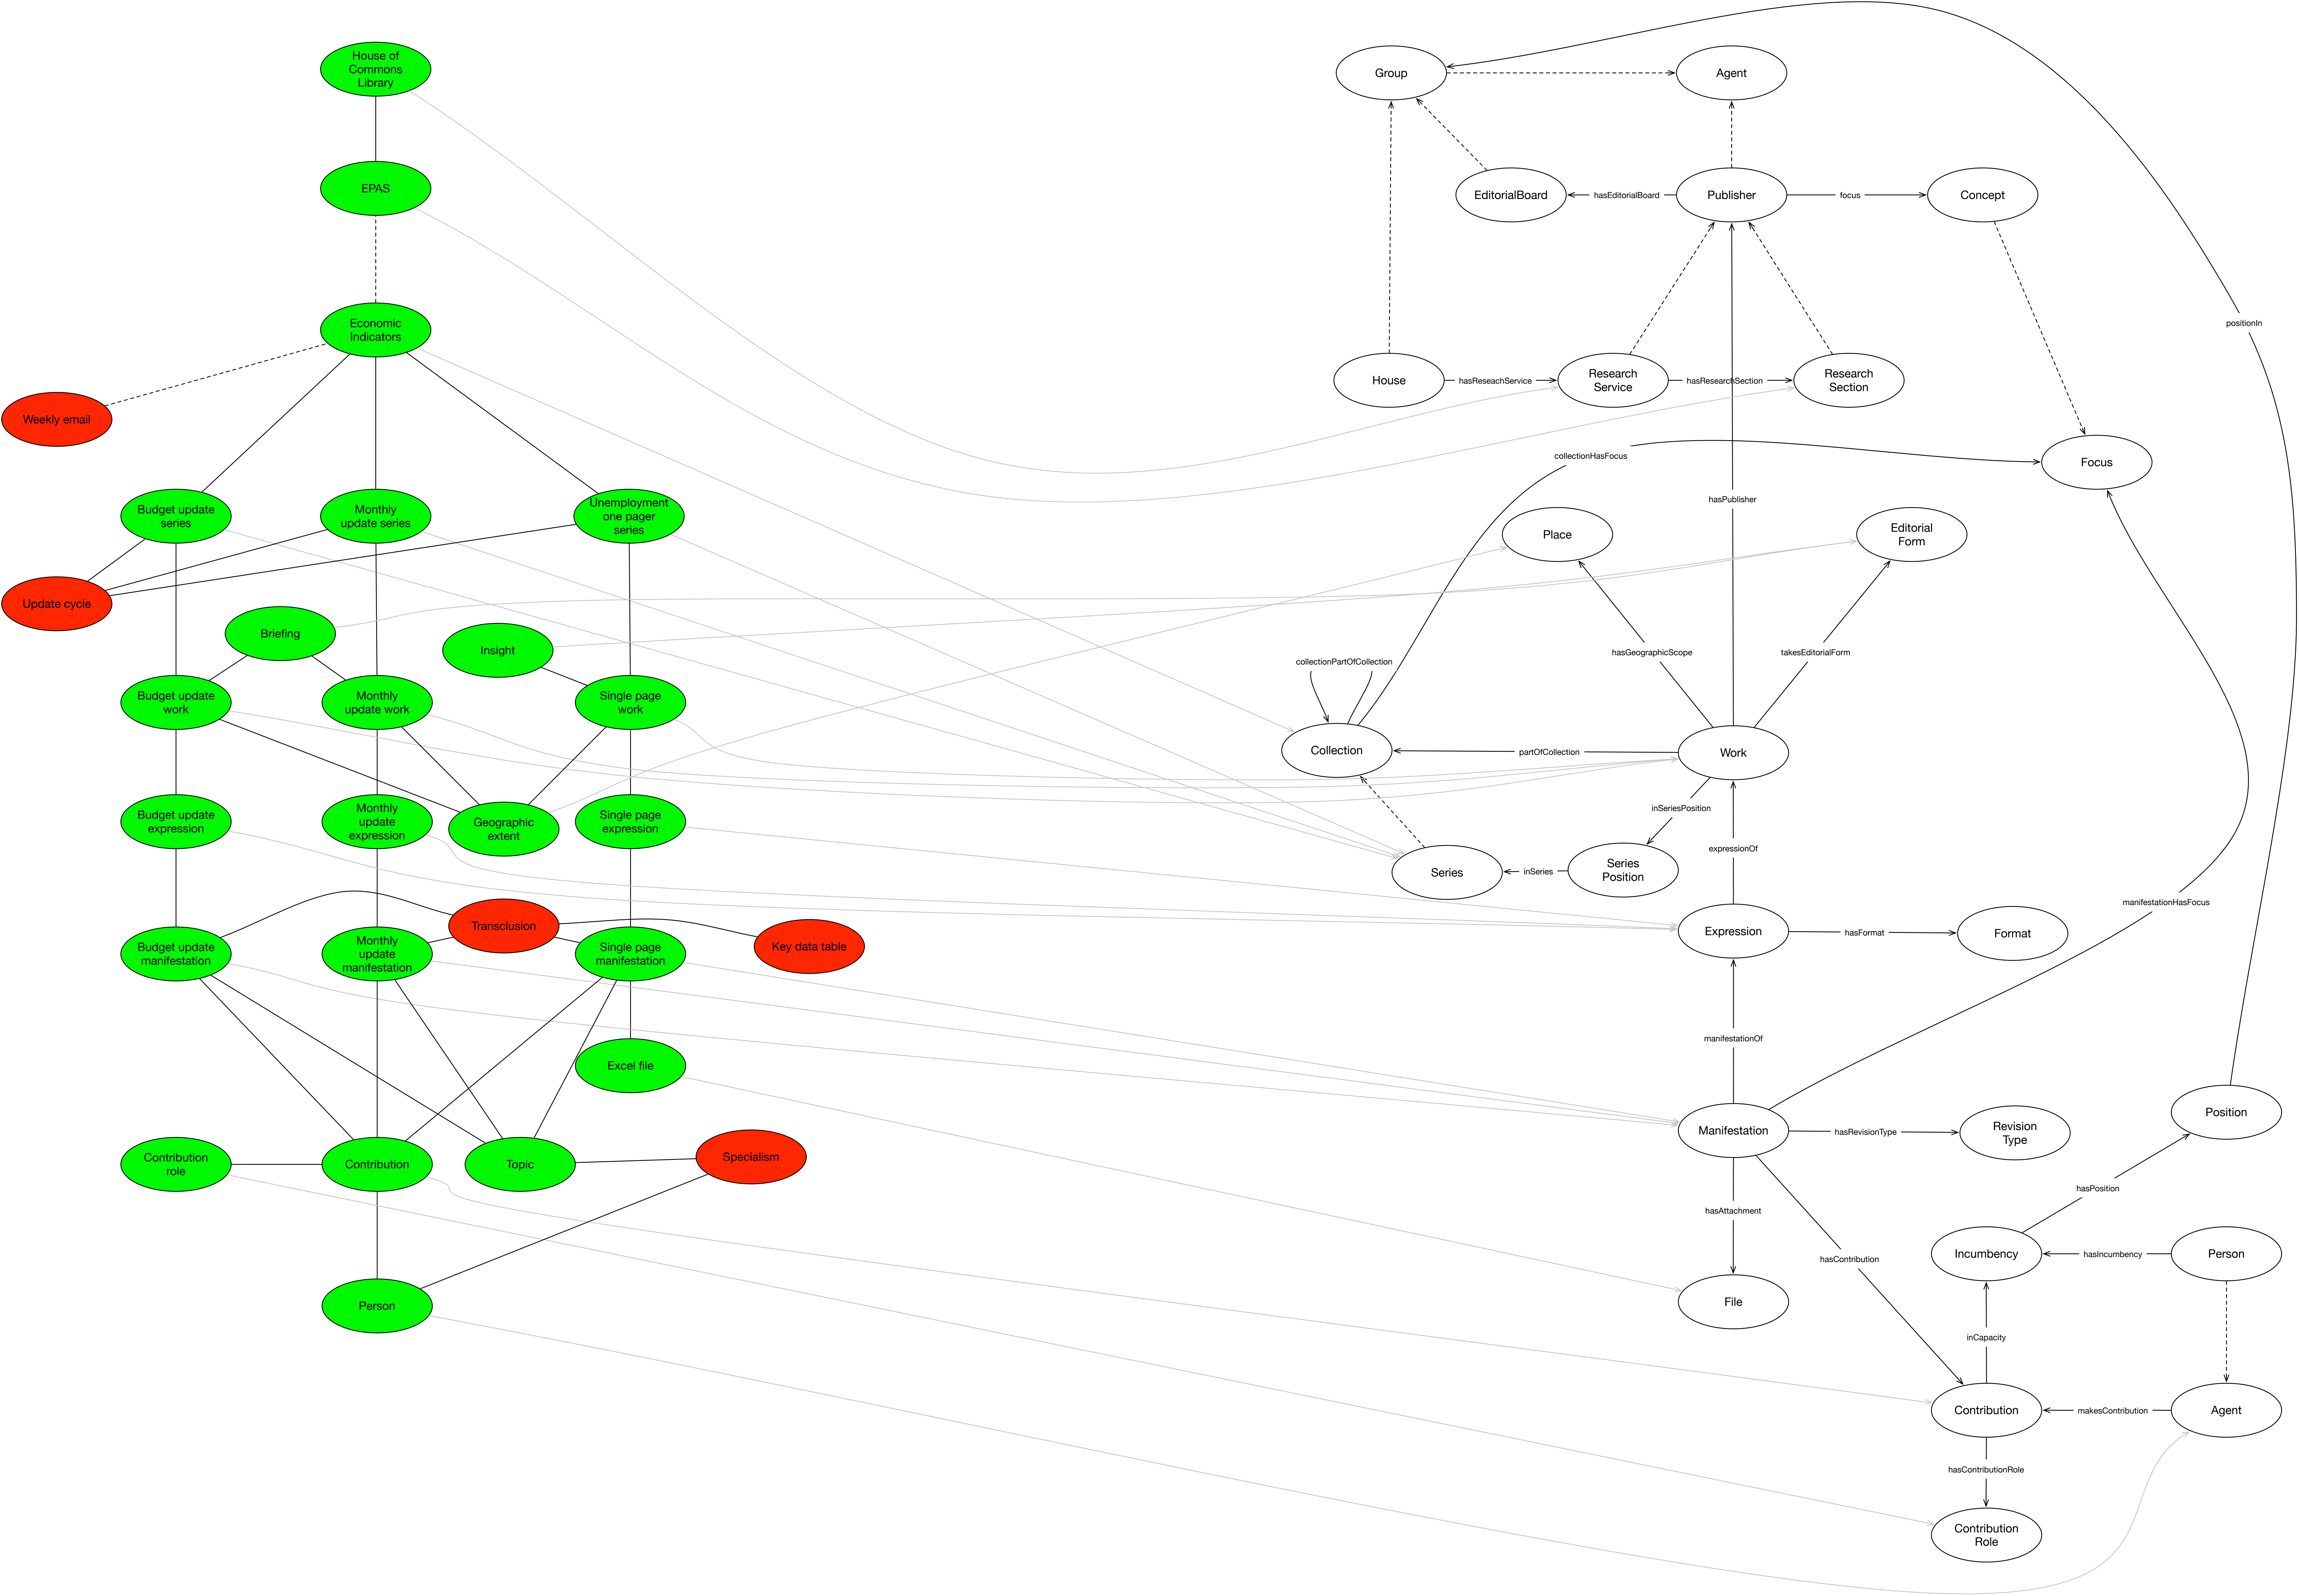 House of
Commons
Library
EPAS
Economic
Indicators
Weekly email
Budget update
series
Monthly
update series
Unemployment
one pager
series
Update cycle
Briefing
Insight
Budget update
work
Monthly
update work
Single page
work
Budget update
expression
Monthly
update
expression
Geographic
extent
Single page
expression
Transclusion
Key data table
Budget update
manifestation
Monthly
update
manifestation
Single page
manifestation
Excel file
Contribution
role
Contribution
Topic
Specialism
Person
Group
Agent
EditorialBoard
hasEditorialBoard
Publisher
focus
Concept
positionIn
House
hasReseachService
Research
Service
hasResearchSection
Research
Section
collectionHasFocus
Focus
hasPublisher
Place
Editorial
Form
hasGeographicScope
takesEditorialForm
collectionPartOfCollection
Collection
partOfCollection
Work
inSeriesPosition
expressionOf
Series
inSeries
Series
Position
manifestationHasFocus
Expression
hasFormat
Format
manifestationOf
Position
Manifestation
hasRevisionType
Revision
Type
hasPosition
hasAttachment
hasContribution
Incumbency
hasIncumbency
Person
File
inCapacity
Contribution
makesContribution
Agent
hasContributionRole
Contribution
Role